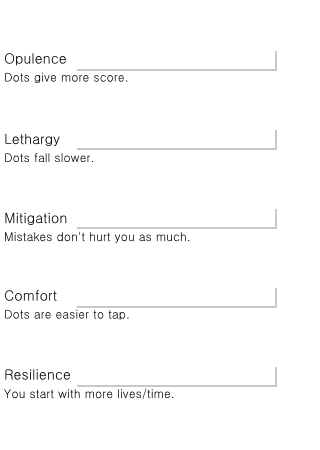 Opulence
Dots give more score.
Lethargy
Dots fall slower.
Mitigation
Mistakes don't hurt you as much.
Comfort
Dots are easier to tap.
Resilience
You start with more lives/time.